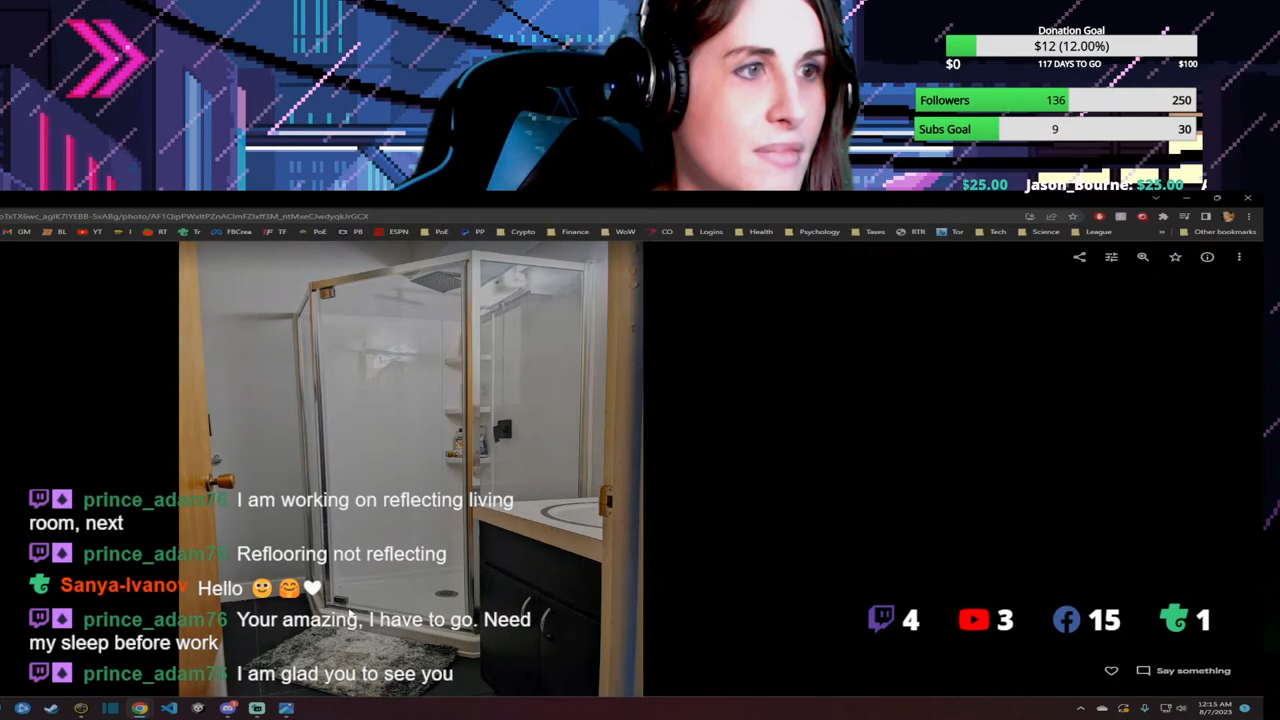 Donation Goal
$12 (12.00%)
$0
117 DAYS TO GO
$100
Followers 136 250
Subs Goal 9 30
$25.00 Jason_Bourne: $25.00
GM BL YT I RT Tr FBCrea TF PoE PB ESPN PoE PP Crypto Finance WoW CO Logins Health Psychology Taxes RTR Tor Tech Science League » Other bookmarks
prince_adam76 I am working on reflecting living
room, next
prince_adam76 Reflooring not reflecting
Sanya-Ivanov Hello 🙂 🤗 🤍
prince_adam76 Your amazing, I have to go. Need
my sleep before work
prince_adam76 I am glad you to see you
4 3 15 1
Say something
12:15 AM
8/7/2023